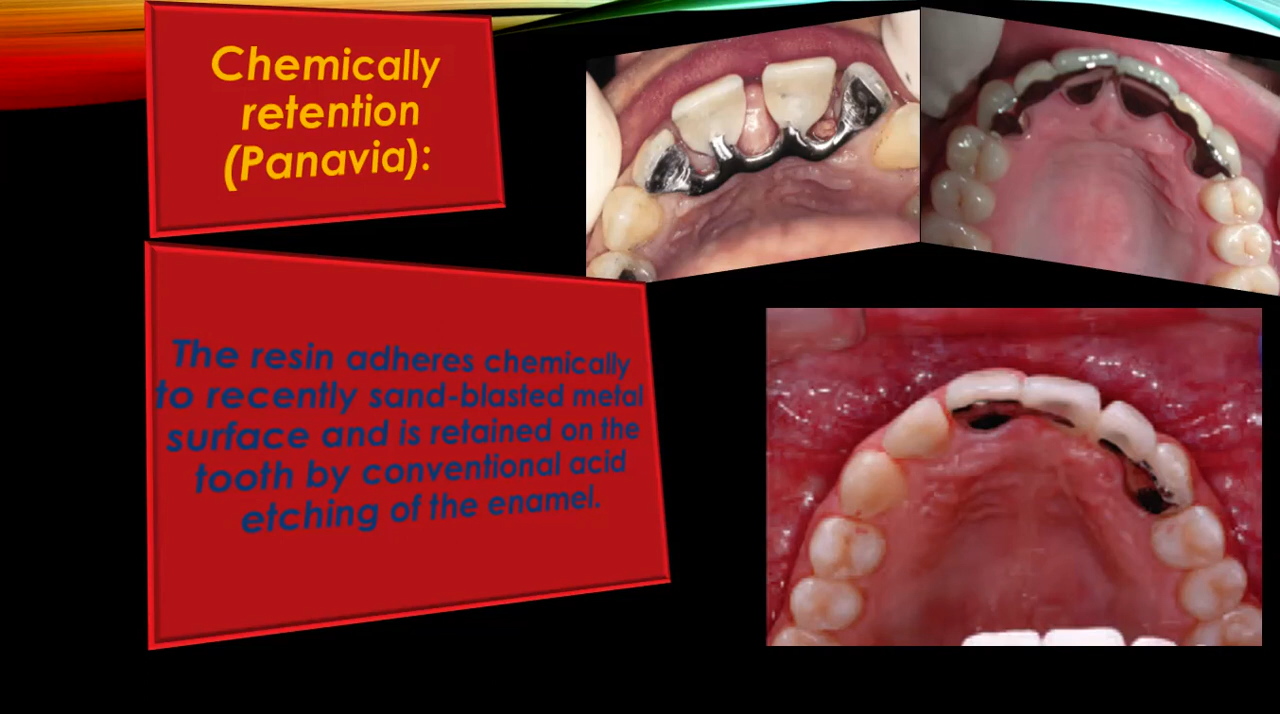 Chemically
retention
(Panavia):
The resin adheres chemically
to recently sand-blasted metal
surface and is retained on the
tooth by conventional acid
etching of the enamel.